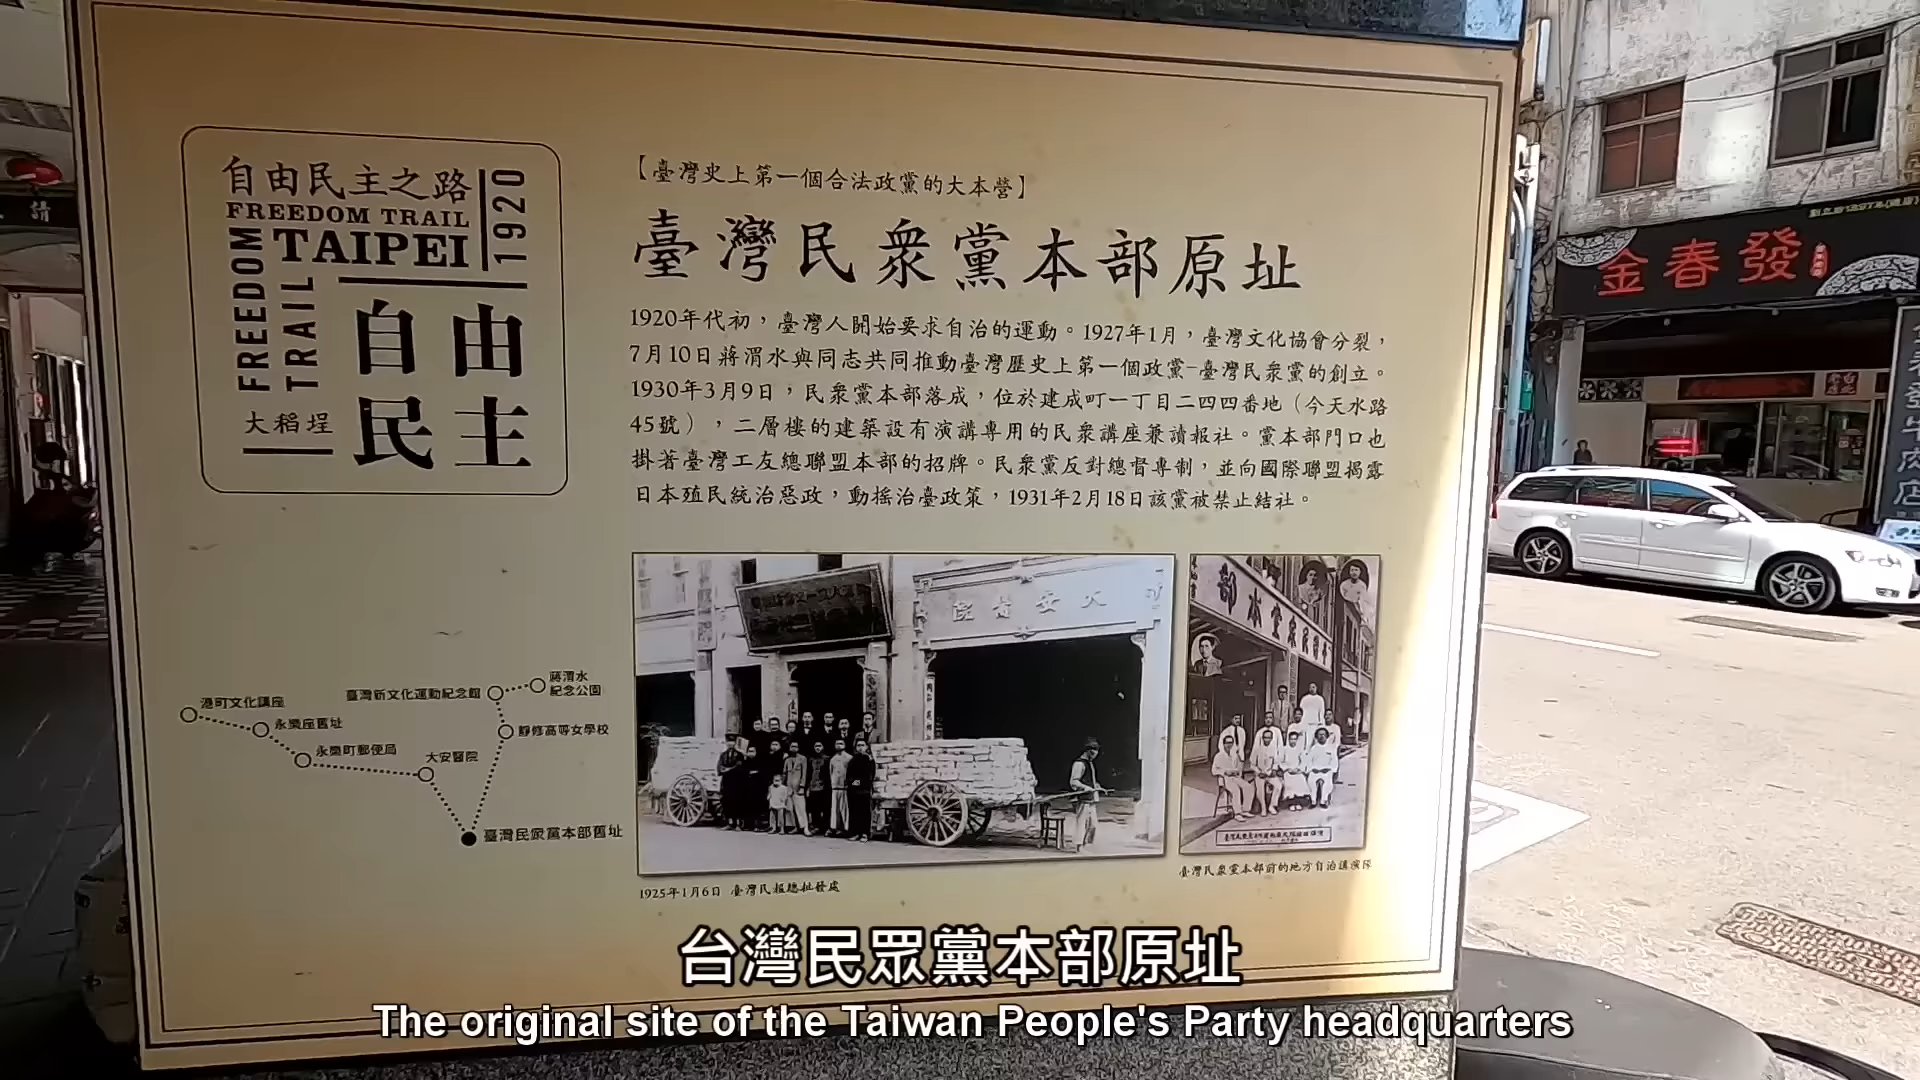 自由民主之路
FREEDOM TRAIL
TAIPEI
1920
FREEDOM
TRAIL
自由
民主
大稻埕
【臺灣史上第一個合法政黨的大本營】
臺灣民衆黨本部原址
1920年代初，臺灣人開始要求自治的運動。1927年1月，臺灣文化協會分裂，
7月10日蔣渭水與同志共同推動臺灣歷史上第一個政黨-臺灣民衆黨的創立。
1930年3月9日，民衆黨本部落成，位於建成町一丁目二四四番地（今天水路
45號），二層樓的建築設有演講專用的民衆講座兼讀報社。黨本部門口也
掛著臺灣工友總聯盟本部的招牌。民衆黨反對總督專制，並向國際聯盟揭露
日本殖民統治惡政，動搖治臺政策，1931年2月18日該黨被禁止結社。
港町文化講座
永樂座舊址
永樂町郵便局
大安醫院
臺灣新文化運動紀念館
蔣渭水
紀念公園
靜修高等女學校
臺灣民眾黨本部舊址
1925年1月6日 臺灣民報總批發處
臺灣民衆黨本部前的地方自治講演隊
金春發
台灣民眾黨本部原址
The original site of the Taiwan People's Party headquarters